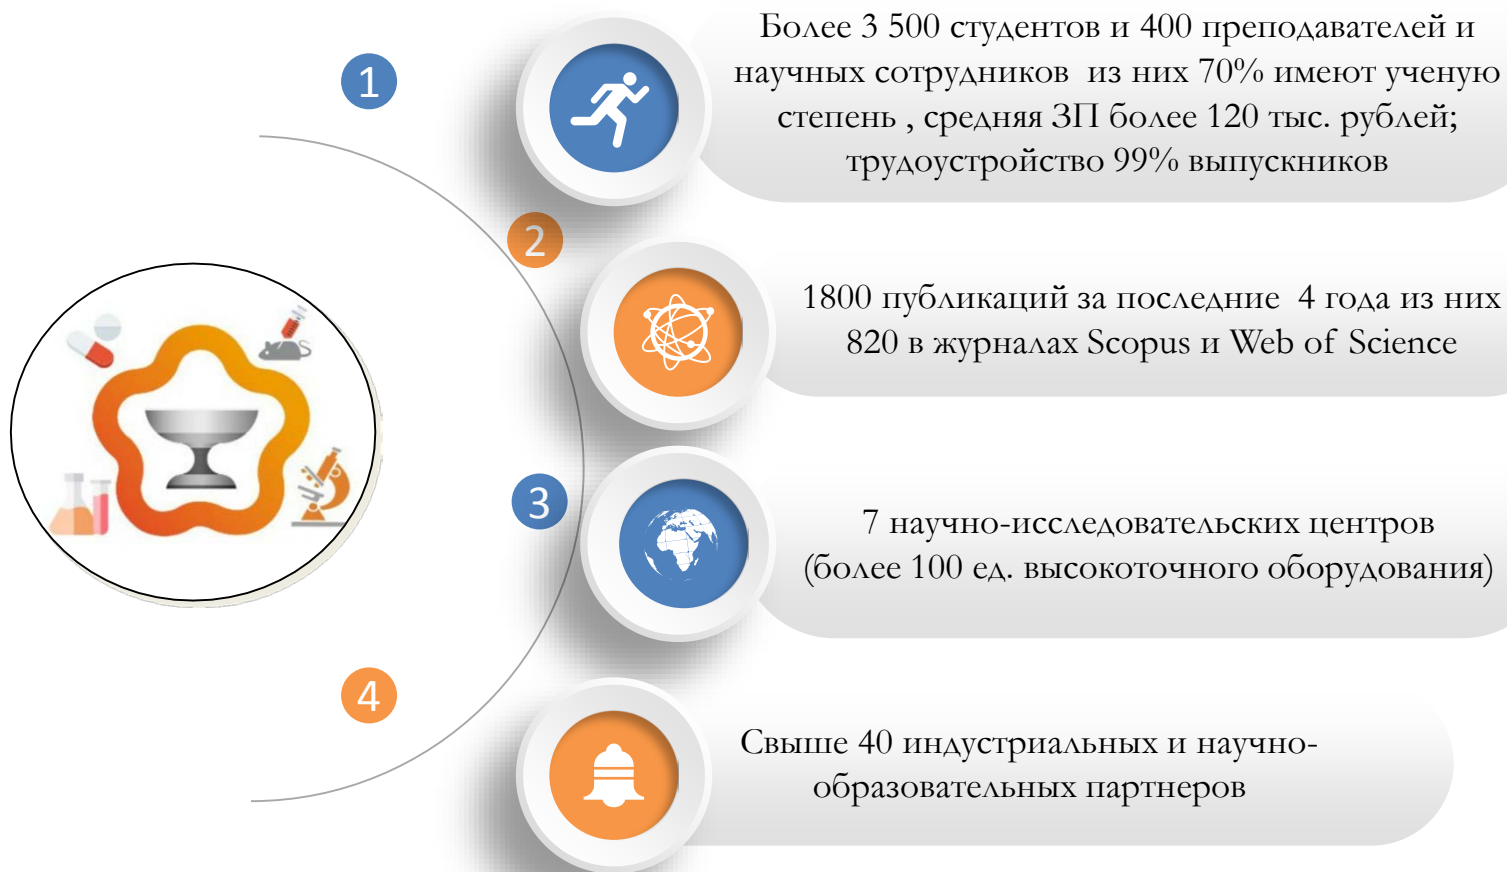 1
Более 3 500 студентов и 400 преподавателей и
научных сотрудников из них 70% имеют ученую
степень , средняя ЗП более 120 тыс. рублей;
трудоустройство 99% выпускников
2
1800 публикаций за последние 4 года из них
820 в журналах Scopus и Web of Science
3
7 научно-исследовательских центров
(более 100 ед. высокоточного оборудования)
4
Свыше 40 индустриальных и научно-
образовательных партнеров